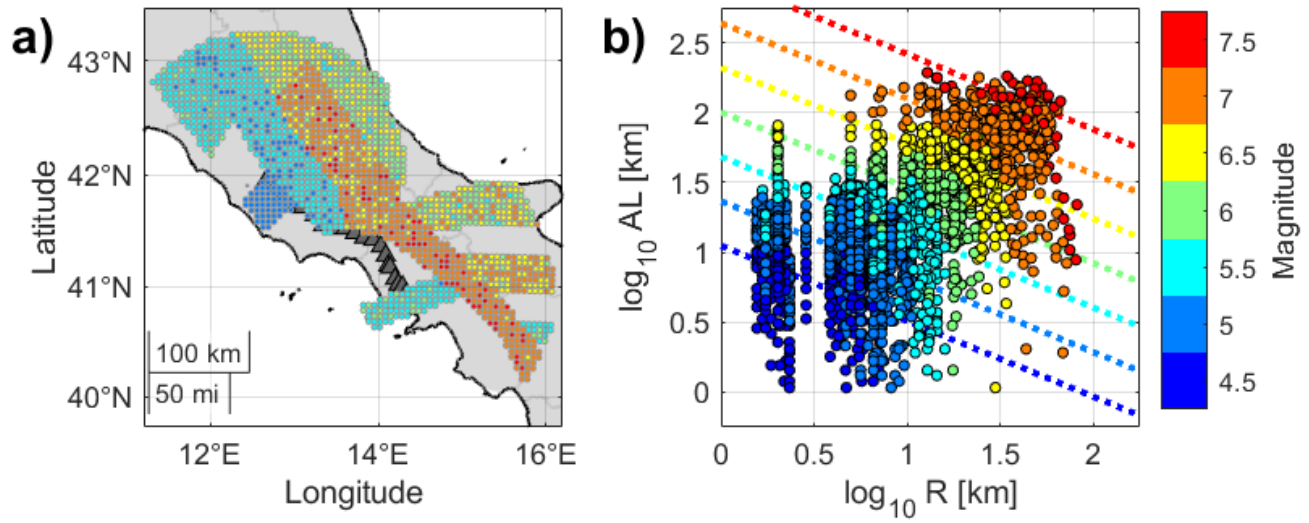 a)
43°N
42°N
41°N
40°N
Latitude
100 km
50 mi
12°E
14°E
16°E
Longitude
b)
2.5
2
1.5
1
0.5
0
log₁₀ AL [km]
0
0.5
1
1.5
2
log₁₀ R [km]
7.5
7
6.5
6
5.5
5
4.5
Magnitude